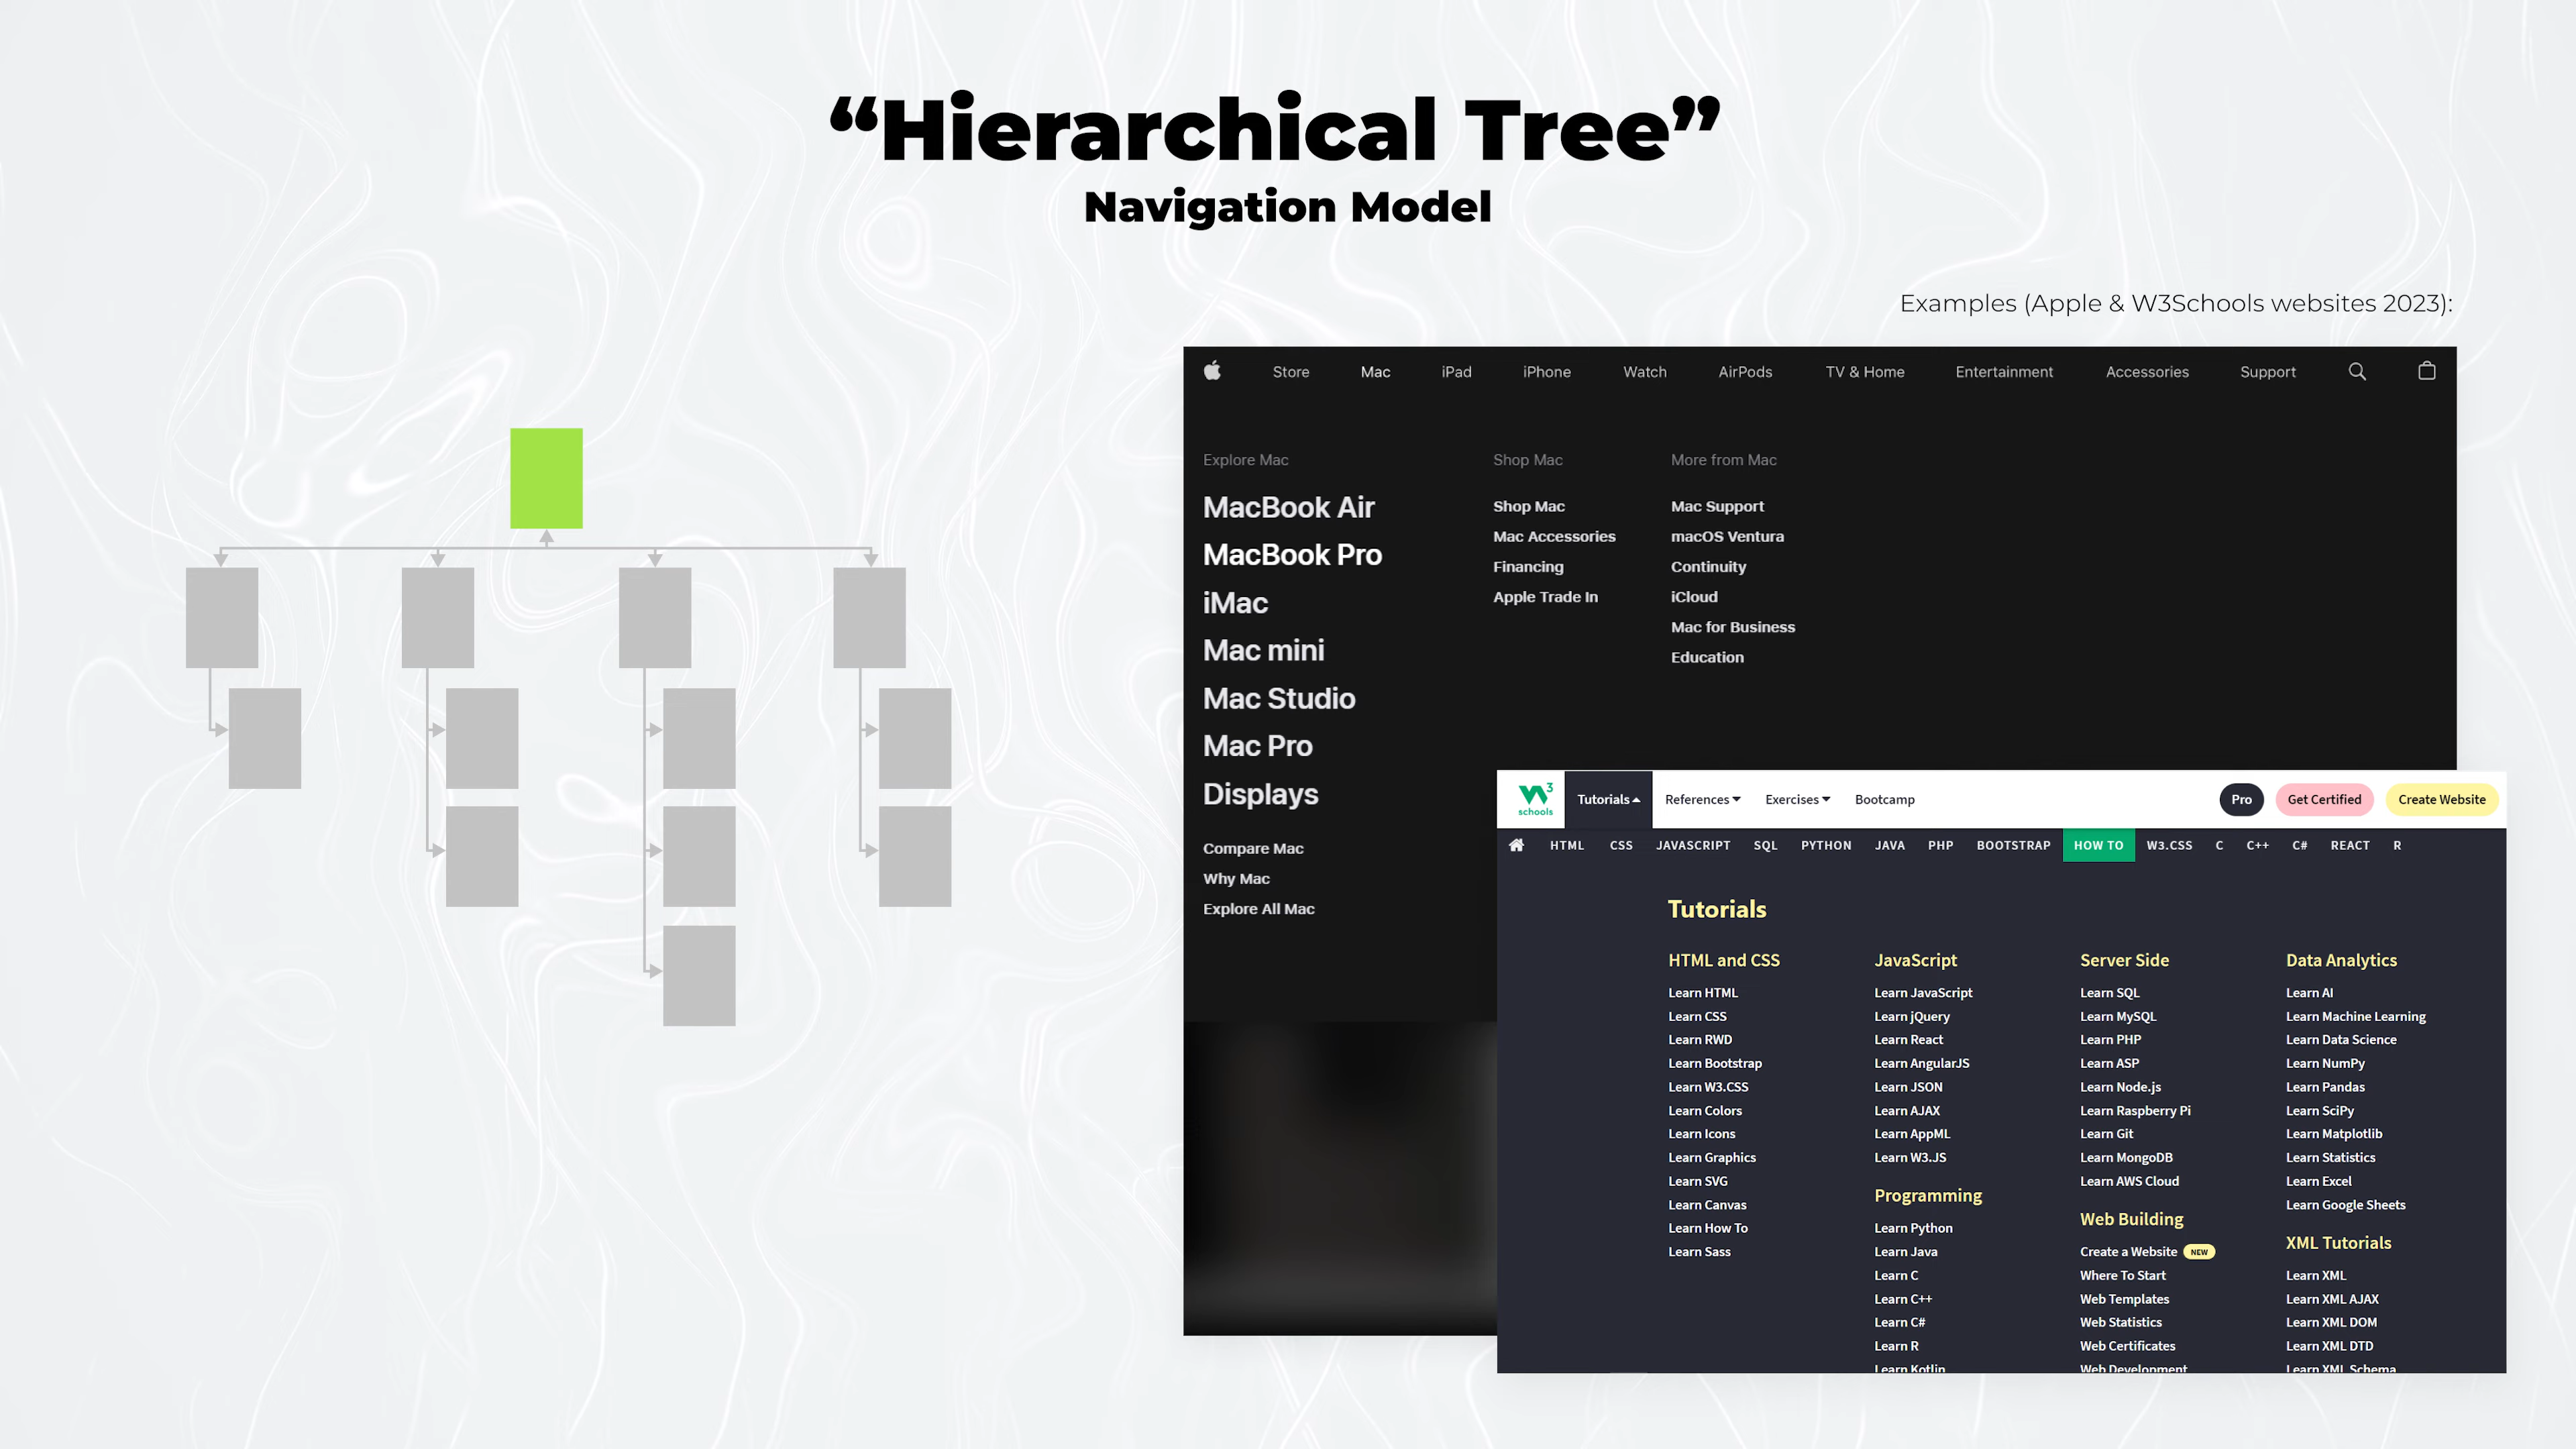 “Hierarchical Tree”
Navigation Model
Examples (Apple & W3Schools websites 2023):
Store Mac iPad iPhone Watch AirPods TV & Home Entertainment Accessories Support
Explore Mac
MacBook Air
MacBook Pro
iMac
Mac mini
Mac Studio
Mac Pro
Displays
Compare Mac
Why Mac
Explore All Mac
Shop Mac
Shop Mac
Mac Accessories
Financing
Apple Trade In
More from Mac
Mac Support
macOS Ventura
Continuity
iCloud
Mac for Business
Education
W3 schools
Tutorials References Exercises Bootcamp Pro Get Certified Create Website
HTML CSS JAVASCRIPT SQL PYTHON JAVA PHP BOOTSTRAP HOW TO W3.CSS C C++ C# REACT R
Tutorials
HTML and CSS
Learn HTML
Learn CSS
Learn RWD
Learn Bootstrap
Learn W3.CSS
Learn Colors
Learn Icons
Learn Graphics
Learn SVG
Learn Canvas
Learn How To
Learn Sass
JavaScript
Learn JavaScript
Learn jQuery
Learn React
Learn AngularJS
Learn JSON
Learn AJAX
Learn AppML
Learn W3.JS
Programming
Learn Python
Learn Java
Learn C
Learn C++
Learn C#
Learn R
Learn Kotlin
Server Side
Learn SQL
Learn MySQL
Learn PHP
Learn ASP
Learn Node.js
Learn Raspberry Pi
Learn Git
Learn MongoDB
Learn AWS Cloud
Web Building
Create a Website NEW
Where To Start
Web Templates
Web Statistics
Web Certificates
Web Development
Data Analytics
Learn AI
Learn Machine Learning
Learn Data Science
Learn NumPy
Learn Pandas
Learn SciPy
Learn Matplotlib
Learn Statistics
Learn Excel
Learn Google Sheets
XML Tutorials
Learn XML
Learn XML AJAX
Learn XML DOM
Learn XML DTD
Learn XML Schema